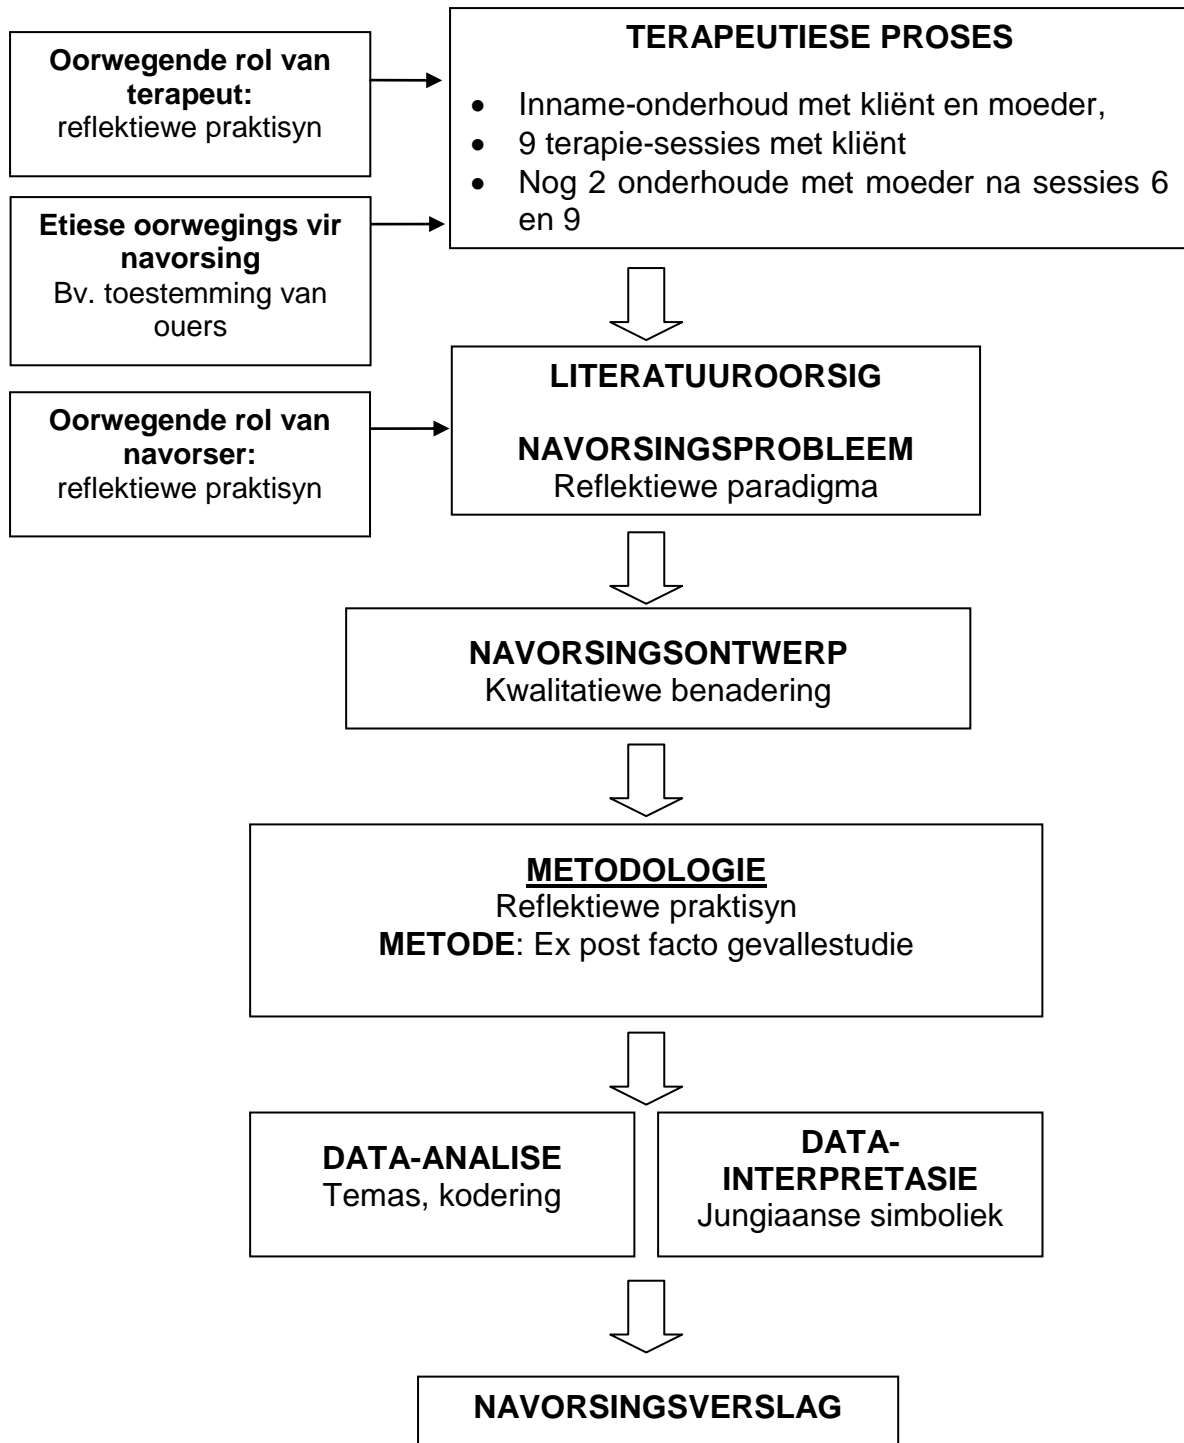 Oorwegende rol van
terapeut:
reflektiewe praktisyn
TERAPEUTIESE PROSES
• Inname-onderhoud met kliënt en moeder,
• 9 terapie-sessies met kliënt
• Nog 2 onderhoude met moeder na sessies 6
en 9
Etiese oorwegings vir
navorsing
Bv. toestemming van
ouers
Oorwegende rol van
navorser:
reflektiewe praktisyn
LITERATUUROORSIG
NAVORSINGSPROBLEEM
Reflektiewe paradigma
NAVORSINGSONTWERP
Kwalitatiewe benadering
METODOLOGIE
Reflektiewe praktisyn
METODE: Ex post facto gevallestudie
DATA-ANALISE
Temas, kodering
DATA-
INTERPRETASIE
Jungiaanse simboliek
NAVORSINGSVERSLAG